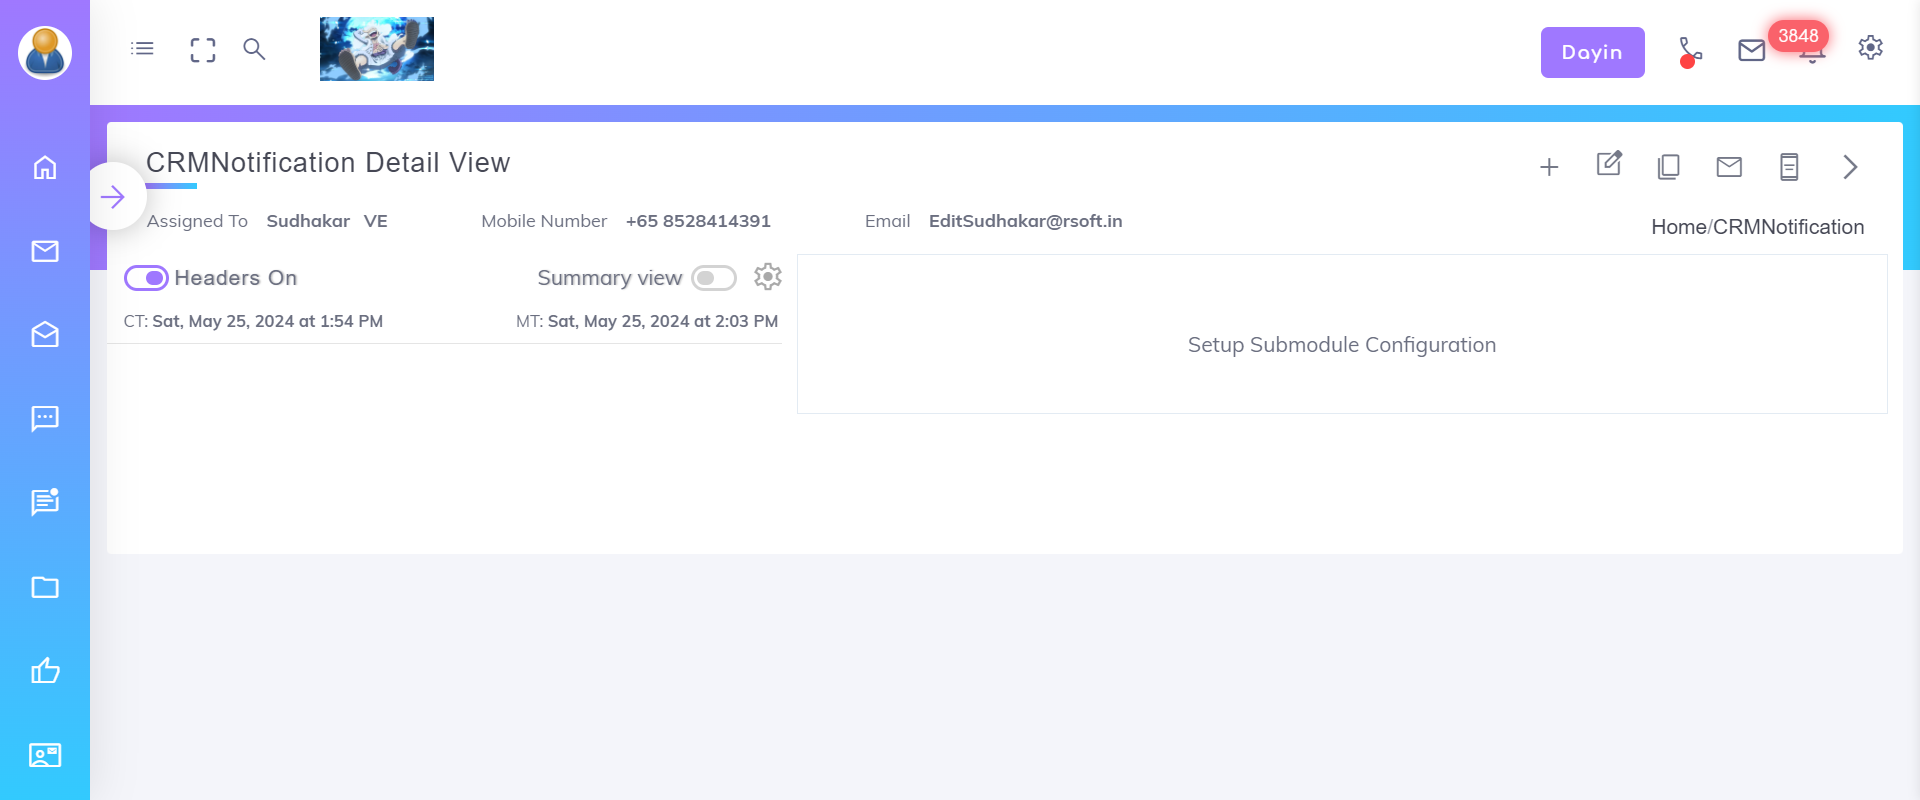 Dayin
3848
CRMNotification Detail View
Assigned To Sudhakar VE Mobile Number +65 8528414391 Email EditSudhakar@rsoft.in
Home/CRMNotification
Headers On Summary view
CT: Sat, May 25, 2024 at 1:54 PM MT: Sat, May 25, 2024 at 2:03 PM
Setup Submodule Configuration